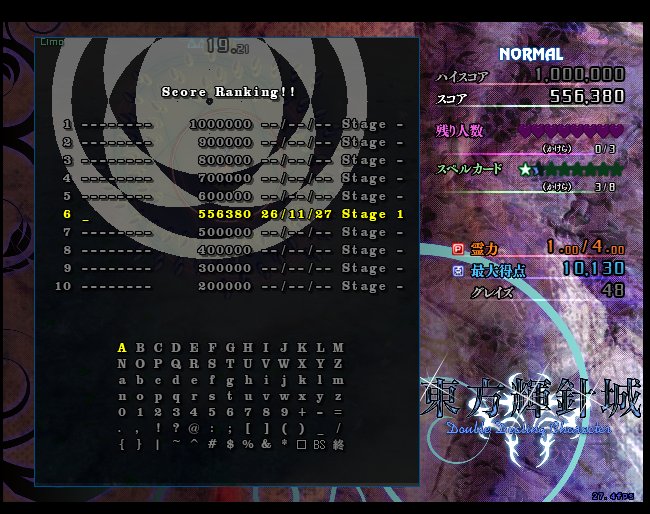 Cirno
19.21
Score Ranking!!
1 -------- 1000000 --/--/-- Stage -
2 -------- 900000 --/--/-- Stage -
3 -------- 800000 --/--/-- Stage -
4 -------- 700000 --/--/-- Stage -
5 -------- 600000 --/--/-- Stage -
6 _ 556380 26/11/27 Stage 1
7 -------- 500000 --/--/-- Stage -
8 -------- 400000 --/--/-- Stage -
9 -------- 300000 --/--/-- Stage -
10 -------- 200000 --/--/-- Stage -
A B C D E F G H I J K L M
N O P Q R S T U V W X Y Z
a b c d e f g h i j k l m
n o p q r s t u v w x y z
0 1 2 3 4 5 6 7 8 9 + - =
. , ! ? @ : ; [ ] ( ) _ /
{ } | ~ ^ # $ % & * □ BS 終
NORMAL
ハイスコア 1,000,000
スコア 556,380
残り人数
(かけら) 0/3
スペルカード
(かけら) 3/8
P 霊力 1.00/4.00
最大得点 10,130
グレイズ 48
東方輝針城
Double Dealing Character
27.4fps